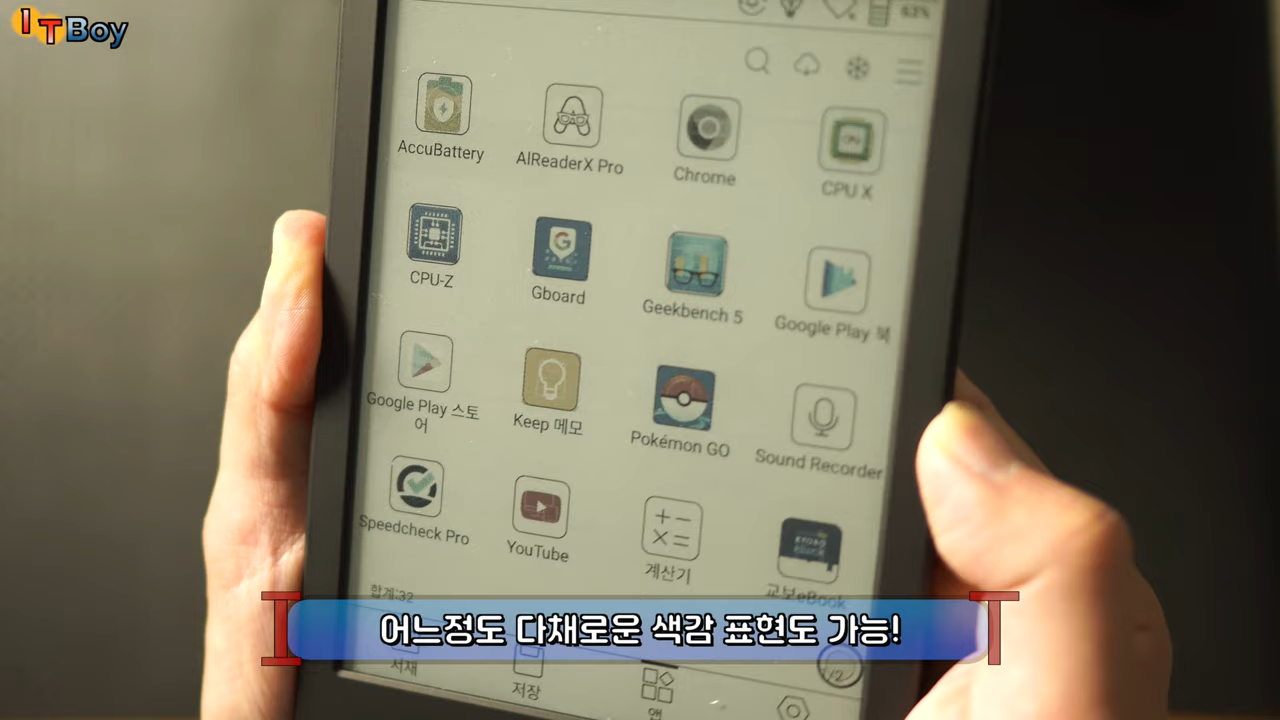 ITBoy
63%
AccuBattery
AlReaderX Pro
Chrome
CPU X
CPU-Z
Gboard
Geekbench 5
Google Play 북
Google Play 스토
어
Keep 메모
Pokémon GO
Sound Recorder
Speedcheck Pro
YouTube
계산기
교보eBook
합계:32
어느정도 다채로운 색감 표현도 가능!
1/2
서재
저장
앱